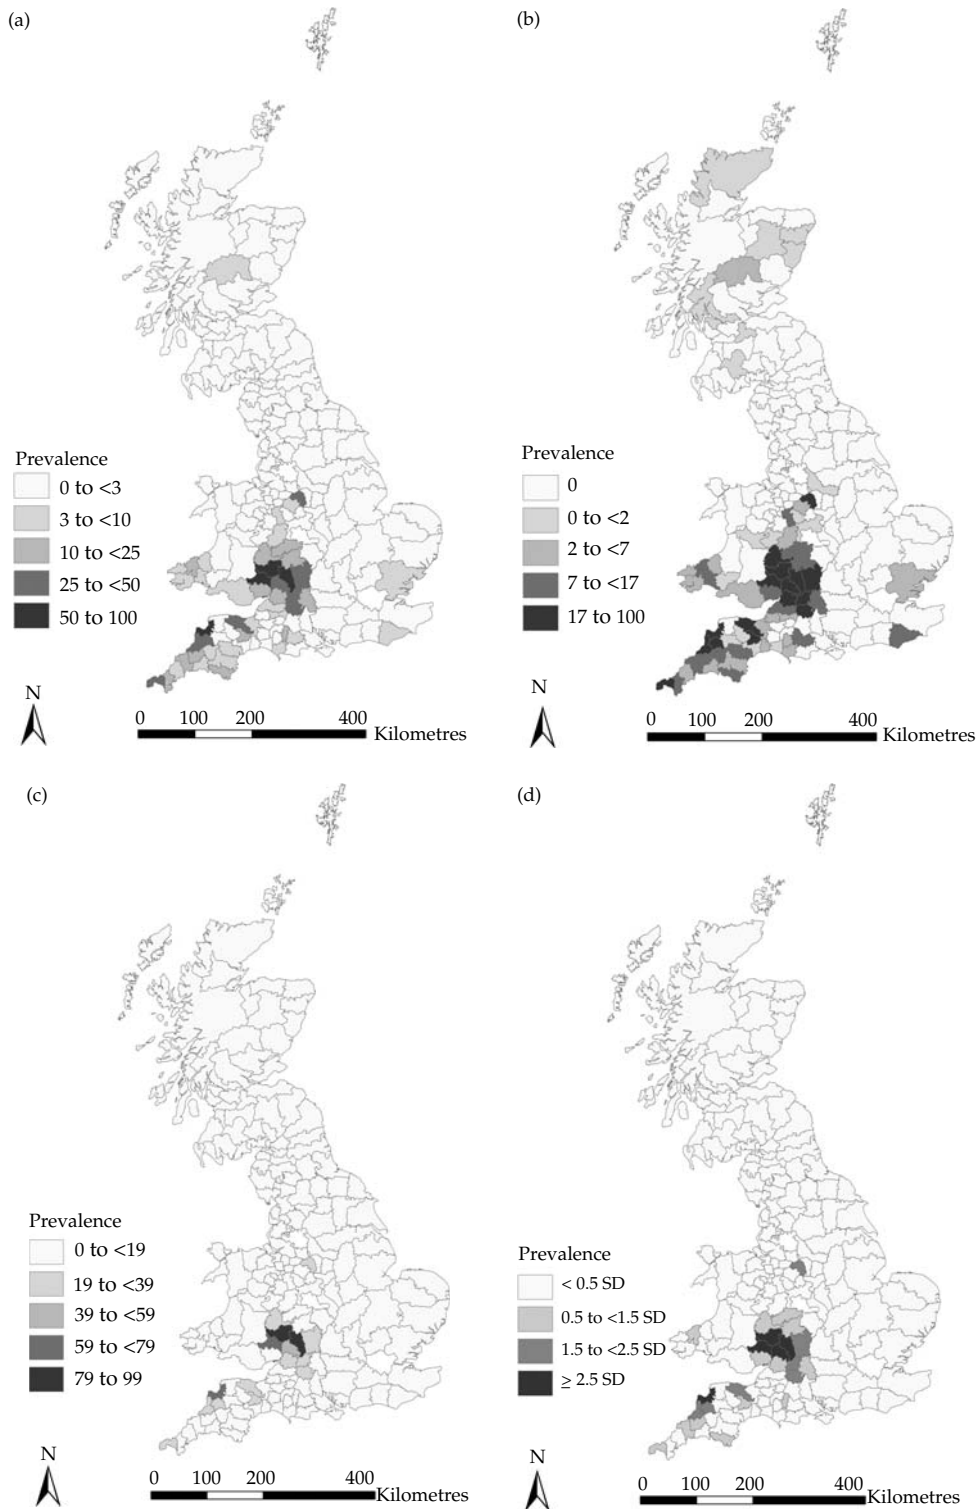 (a)
Prevalence
0 to <3
3 to <10
10 to <25
25 to <50
50 to 100
N
0 100 200 400
Kilometres
(b)
Prevalence
0
0 to <2
2 to <7
7 to <17
17 to 100
N
0 100 200 400
Kilometres
(c)
Prevalence
0 to <19
19 to <39
39 to <59
59 to <79
79 to 99
N
0 100 200 400
Kilometres
(d)
Prevalence
< 0.5 SD
0.5 to <1.5 SD
1.5 to <2.5 SD
≥ 2.5 SD
N
0 100 200 400
Kilometres